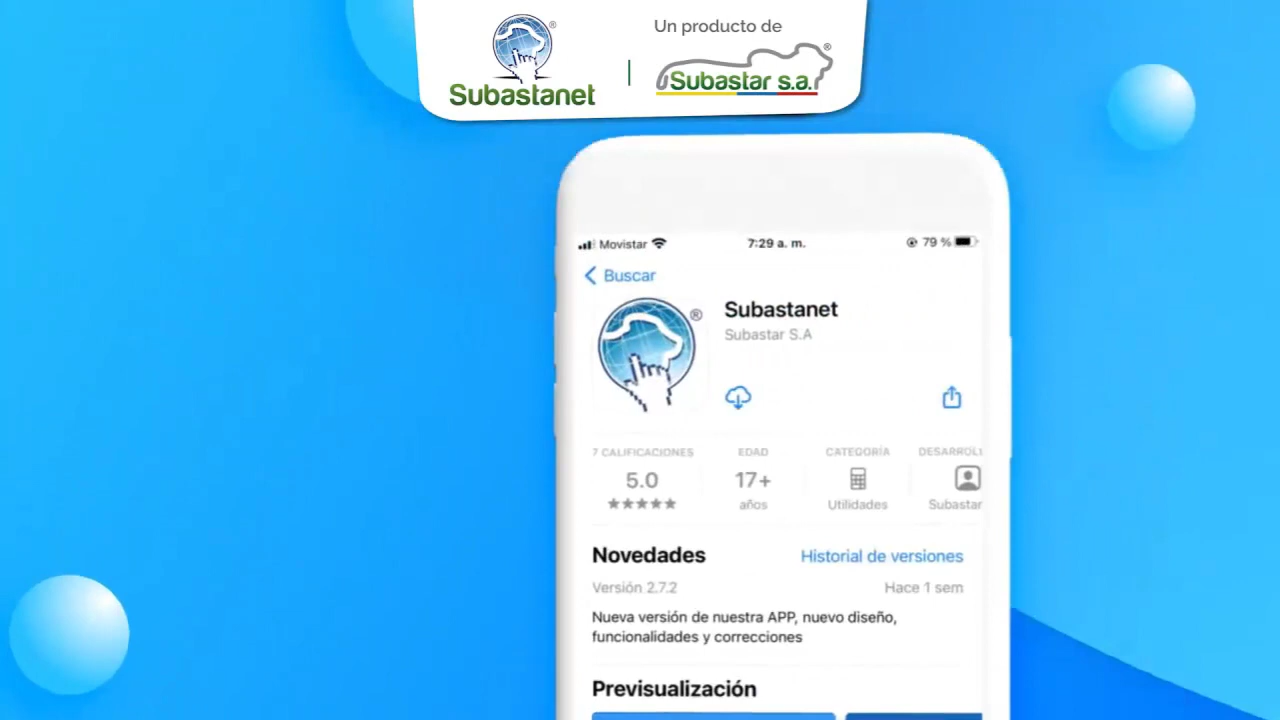 Subastanet
®
Un producto de
Subastar s.a.
®
Movistar
7:29 a. m.
79 %
Buscar
®
Subastanet
Subastar S.A
7 CALIFICACIONES
5.0
EDAD
17+
años
CATEGORÍA
Utilidades
DESARROL
Subastar
Novedades
Historial de versiones
Versión 2.7.2
Hace 1 sem
Nueva versión de nuestra APP, nuevo diseño,
funcionalidades y correcciones
Previsualización